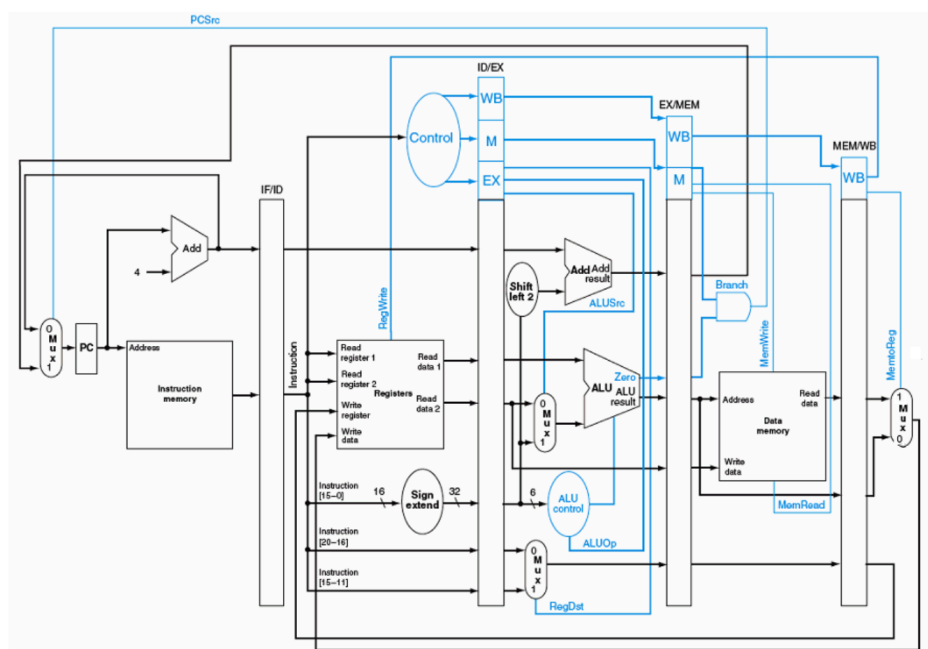 PCSrc
ID/EX
WB
EX/MEM
Control
M
WB
MEM/WB
EX
M
WB
IF/ID
Add
4
Shift
left 2
Add Add
result
ALUSrc
Branch
RegWrite
MemWrite
MemtoReg
0
M
u
x
1
PC
Address
Instruction
memory
Instruction
Read
register 1
Read
register 2
Write
register
Write
data
Registers
Read
data 1
Read
data 2
0
M
u
x
1
Zero
ALU
ALU
result
Address
Write
data
Data
memory
Read
data
1
M
u
x
0
MemRead
Instruction
[15–0]
16
Sign
extend
32
6
ALU
control
ALUOp
Instruction
[20–16]
Instruction
[15–11]
0
M
u
x
1
RegDst